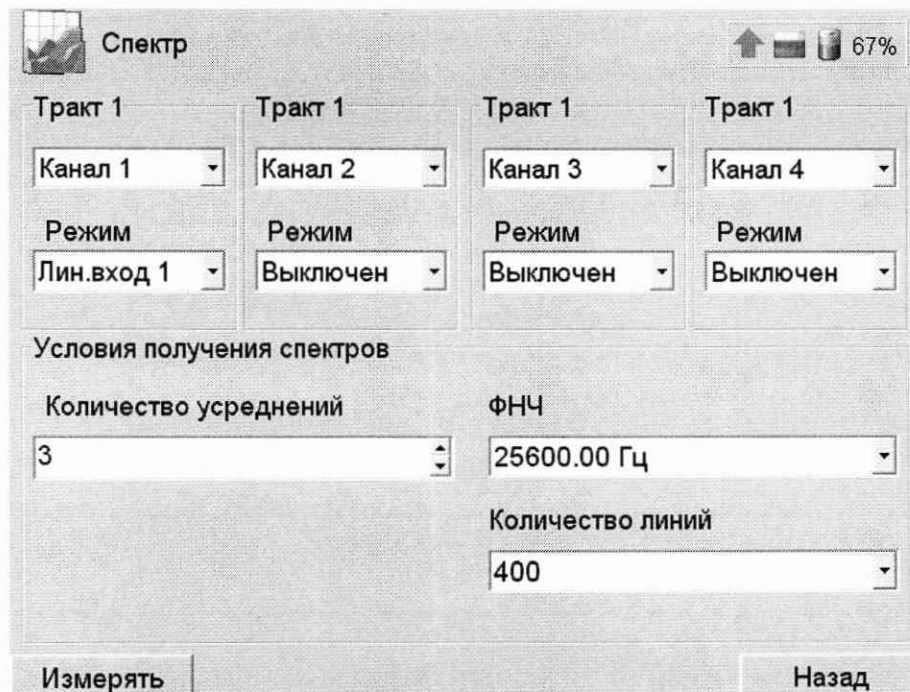 Спектр
67%
Тракт 1 Тракт 1 Тракт 1 Тракт 1
Канал 1 Канал 2 Канал 3 Канал 4
Режим Режим Режим Режим
Лин.вход 1 Выключен Выключен Выключен
Условия получения спектров
Количество усреднений ФНЧ
3 25600.00 Гц
Количество линий
400
Измерять Назад